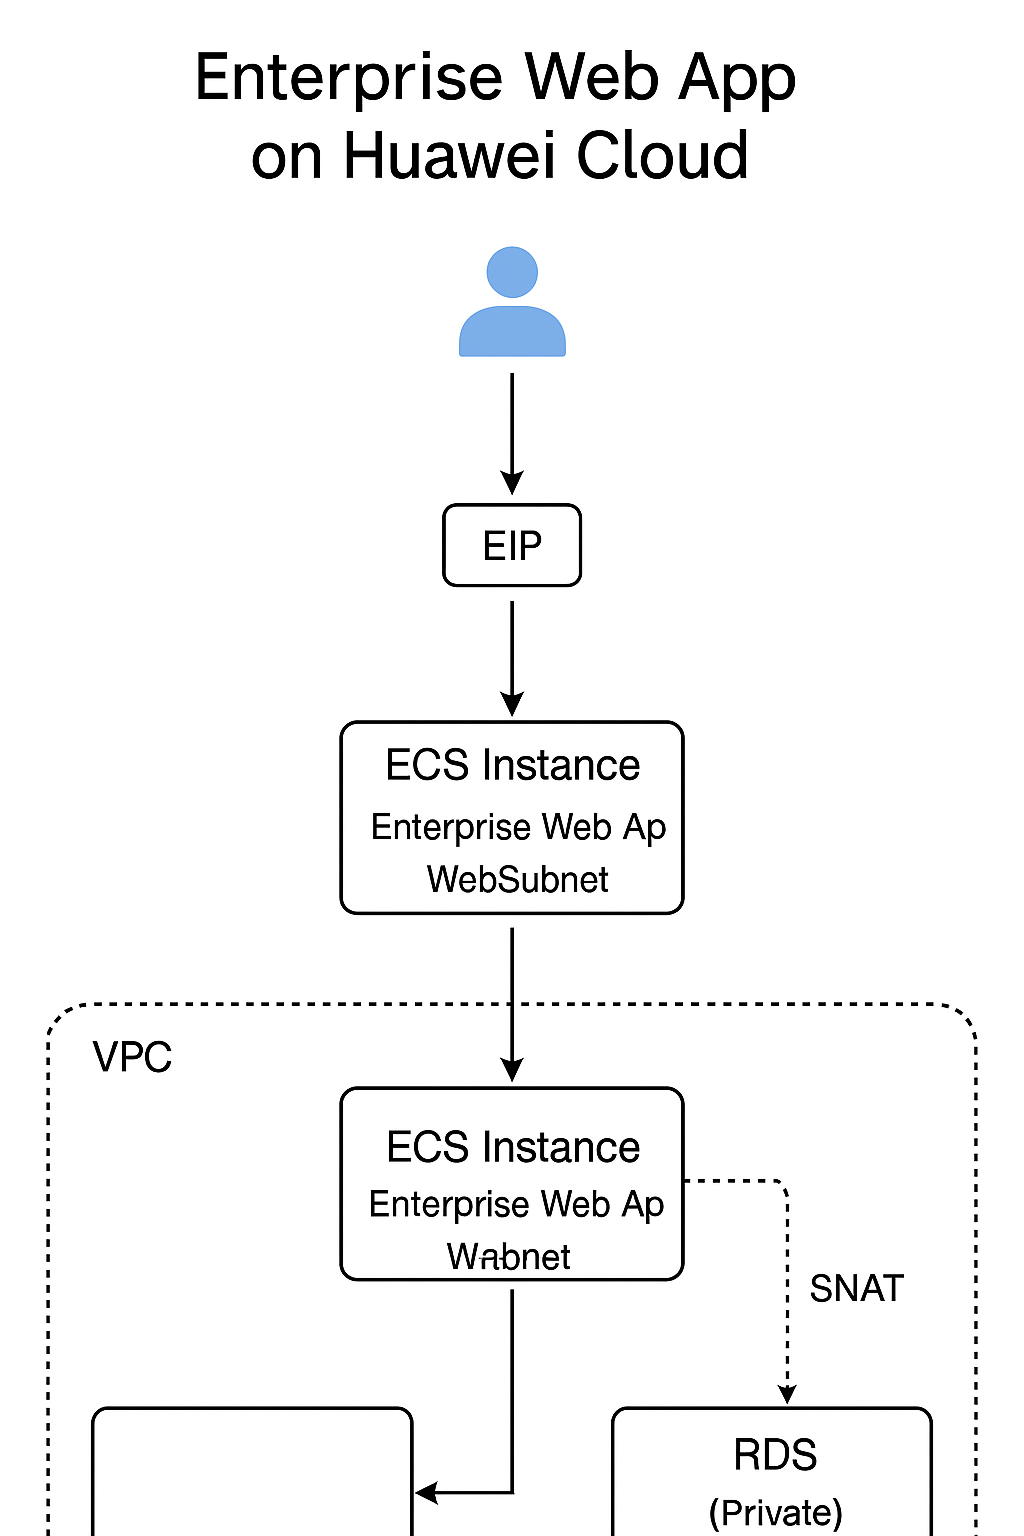 Enterprise Web App
on Huawei Cloud
EIP
ECS Instance
Enterprise Web Ap
WebSubnet
VPC
ECS Instance
Enterprise Web Ap
SNAT
RDS
(Private)